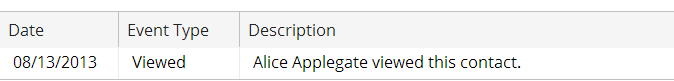 Date Event Type Description
08/13/2013 Viewed Alice Applegate viewed this contact.